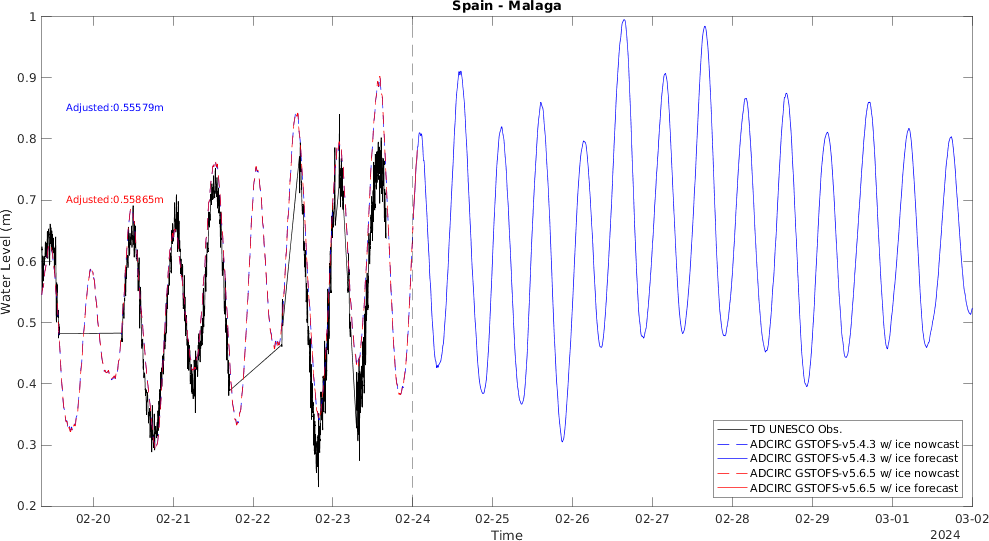 Spain - Malaga
1
0.9
0.8
0.7
0.6
0.5
0.4
0.3
0.2
Water Level (m)
Adjusted:0.55579m
Adjusted:0.55865m
TD UNESCO Obs.
ADCIRC GSTOFS-v5.4.3 w/ ice nowcast
ADCIRC GSTOFS-v5.4.3 w/ ice forecast
ADCIRC GSTOFS-v5.6.5 w/ ice nowcast
ADCIRC GSTOFS-v5.6.5 w/ ice forecast
02-20 02-21 02-22 02-23 02-24 02-25 02-26 02-27 02-28 02-29 03-01 03-02
Time
2024